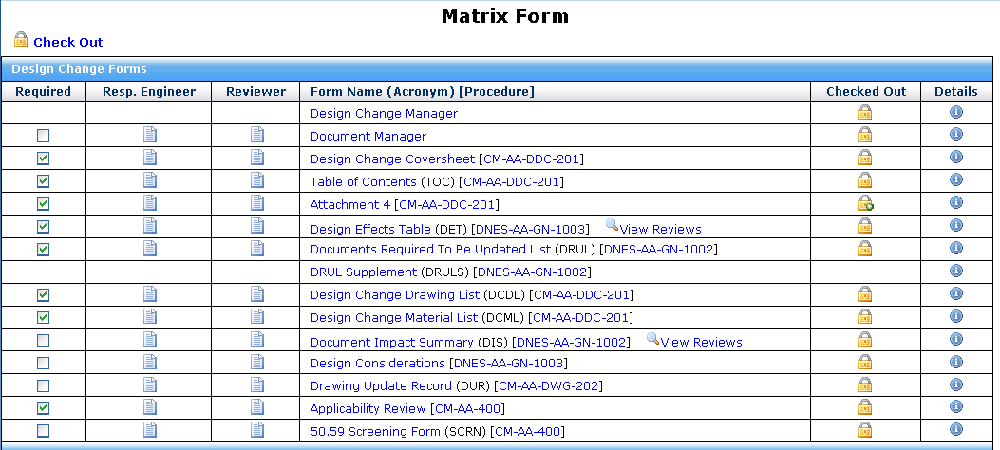 Matrix Form
Check Out
Design Change Forms
Required Resp. Engineer Reviewer Form Name (Acronym) [Procedure] Checked Out Details
Design Change Manager
Document Manager
Design Change Coversheet [CM-AA-DDC-201]
Table of Contents (TOC) [CM-AA-DDC-201]
Attachment 4 [CM-AA-DDC-201]
Design Effects Table (DET) [DNES-AA-GN-1003] View Reviews
Documents Required To Be Updated List (DRUL) [DNES-AA-GN-1002]
DRUL Supplement (DRULS) [DNES-AA-GN-1002]
Design Change Drawing List (DCDL) [CM-AA-DDC-201]
Design Change Material List (DCML) [CM-AA-DDC-201]
Document Impact Summary (DIS) [DNES-AA-GN-1002] View Reviews
Design Considerations [DNES-AA-GN-1003]
Drawing Update Record (DUR) [CM-AA-DWG-202]
Applicability Review [CM-AA-400]
50.59 Screening Form (SCRN) [CM-AA-400]